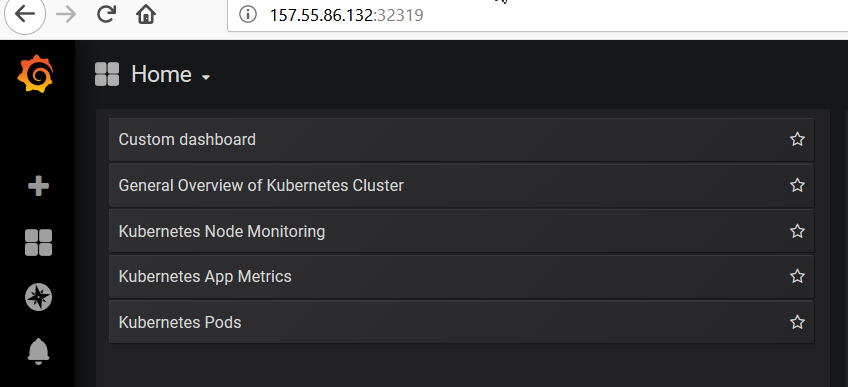 157.55.86.132:32319
Home
Custom dashboard
General Overview of Kubernetes Cluster
Kubernetes Node Monitoring
Kubernetes App Metrics
Kubernetes Pods